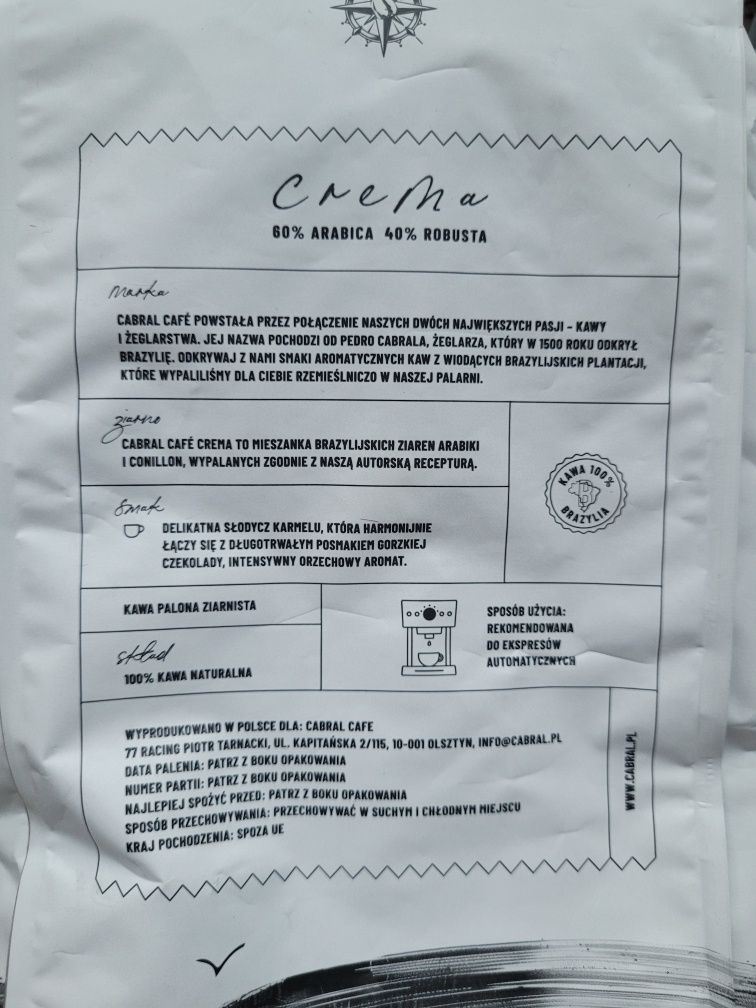 Crema
60% ARABICA 40% ROBUSTA
marka
CABRAL CAFÉ POWSTAŁA PRZEZ POŁĄCZENIE NASZYCH DWÓCH NAJWIĘKSZYCH PASJI – KAWY
I ŻEGLARSTWA. JEJ NAZWA POCHODZI OD PEDRO CABRALA, ŻEGLARZA, KTÓRY W 1500 ROKU ODKRYŁ
BRAZYLIĘ. ODKRYWAJ Z NAMI SMAKI AROMATYCZNYCH KAW Z WIODĄCYCH BRAZYLIJSKICH PLANTACJI,
KTÓRE WYPALILIŚMY DLA CIEBIE RZEMIEŚLNICZO W NASZEJ PALARNI.
ziarno
CABRAL CAFÉ CREMA TO MIESZANKA BRAZYLIJSKICH ZIAREN ARABIKI
I CONILLON, WYPALANYCH ZGODNIE Z NASZĄ AUTORSKĄ RECEPTURĄ.
KAWA 100%
BRAZYLIA
smak
DELIKATNA SŁODYCZ KARMELU, KTÓRA HARMONIJNIE
ŁĄCZY SIĘ Z DŁUGOTRWAŁYM POSMAKIEM GORZKIEJ
CZEKOLADY, INTENSYWNY ORZECHOWY AROMAT.
KAWA PALONA ZIARNISTA
skład
100% KAWA NATURALNA
SPOSÓB UŻYCIA:
REKOMENDOWANA
DO EKSPRESÓW
AUTOMATYCZNYCH
WYPRODUKOWANO W POLSCE DLA: CABRAL CAFE
77 RACING PIOTR TARNACKI, UL. KAPITAŃSKA 2/115, 10-001 OLSZTYN, INFO@CABRAL.PL
DATA PALENIA: PATRZ Z BOKU OPAKOWANIA
NUMER PARTII: PATRZ Z BOKU OPAKOWANIA
NAJLEPIEJ SPOŻYĆ PRZED: PATRZ Z BOKU OPAKOWANIA
SPOSÓB PRZECHOWYWANIA: PRZECHOWYWAĆ W SUCHYM I CHŁODNYM MIEJSCU
KRAJ POCHODZENIA: SPOZA UE
WWW.CABRAL.PL